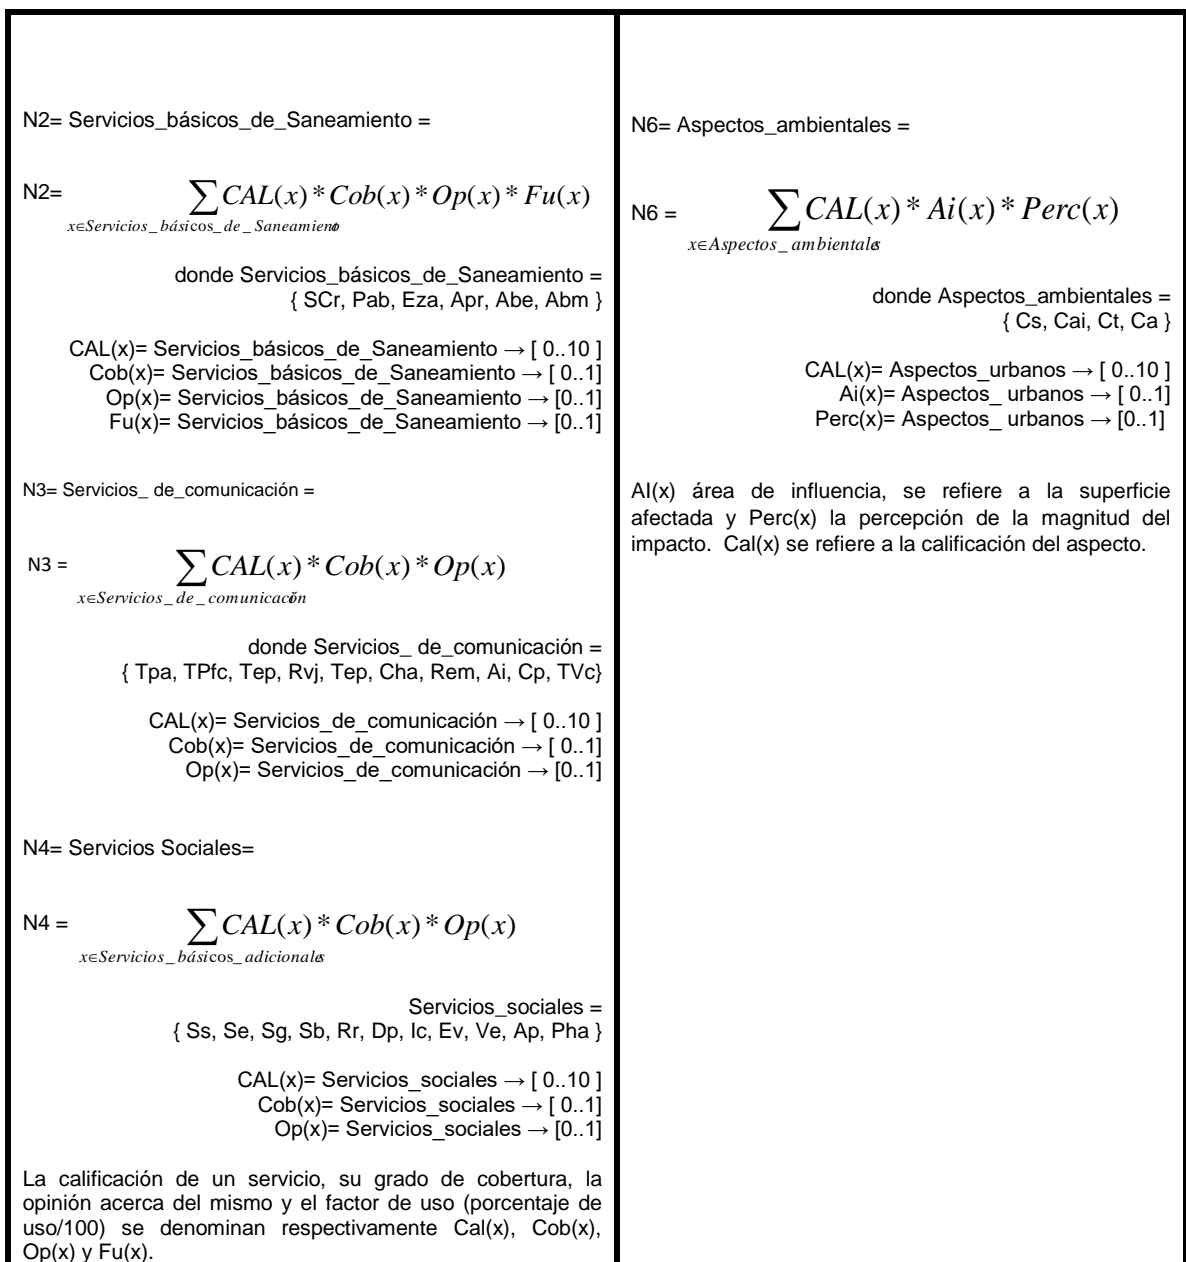 N2= Servicios_básicos_de_Saneamiento =
N2= ∑CAL(x)*Cob(x)*Op(x)*Fu(x)
x∈Servicios_básicos_de_Saneamiento
donde Servicios_básicos_de_Saneamiento =
{ SCr, Pab, Eza, Apr, Abe, Abm }
CAL(x)= Servicios_básicos_de_Saneamiento → [ 0..10 ]
Cob(x)= Servicios_básicos_de_Saneamiento → [ 0..1]
Op(x)= Servicios_básicos_de_Saneamiento → [0..1]
Fu(x)= Servicios_básicos_de_Saneamiento → [0..1]
N3= Servicios_ de_comunicación =
N3 = ∑CAL(x)*Cob(x)*Op(x)
x∈Servicios_de_comunicación
donde Servicios_ de_comunicación =
{ Tpa, TPfc, Tep, Rvj, Tep, Cha, Rem, Ai, Cp, TVc}
CAL(x)= Servicios_de_comunicación → [ 0..10 ]
Cob(x)= Servicios_de_comunicación → [ 0..1]
Op(x)= Servicios_de_comunicación → [0..1]
N4= Servicios Sociales=
N4 = ∑CAL(x)*Cob(x)*Op(x)
x∈Servicios_básicos_adicionales
Servicios_sociales =
{ Ss, Se, Sg, Sb, Rr, Dp, Ic, Ev, Ve, Ap, Pha }
CAL(x)= Servicios_sociales → [ 0..10 ]
Cob(x)= Servicios_sociales → [ 0..1]
Op(x)= Servicios_sociales → [0..1]
La calificación de un servicio, su grado de cobertura, la
opinión acerca del mismo y el factor de uso (porcentaje de
uso/100) se denominan respectivamente Cal(x), Cob(x),
Op(x) y Fu(x).
N6= Aspectos_ambientales =
N6 = ∑CAL(x)*Ai(x)*Perc(x)
x∈Aspectos_ambientales
donde Aspectos_ambientales =
{ Cs, Cai, Ct, Ca }
CAL(x)= Aspectos_urbanos → [ 0..10 ]
Ai(x)= Aspectos_ urbanos → [ 0..1]
Perc(x)= Aspectos_ urbanos → [0..1]
AI(x) área de influencia, se refiere a la superficie
afectada y Perc(x) la percepción de la magnitud del
impacto. Cal(x) se refiere a la calificación del aspecto.